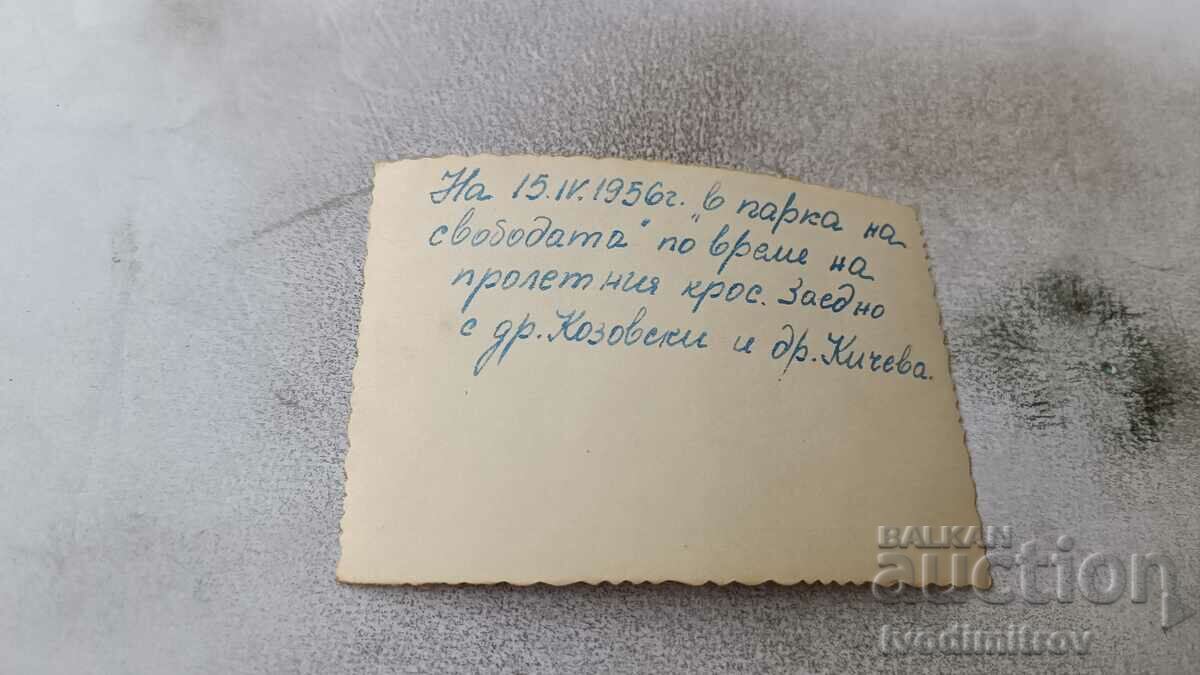 На 15.IV.1956г. „в парка на
свободата" по време на
пролетния крос. Заедно
с др. Козовски и др. Кичева.
BALKAN
auction
ivodimitrov